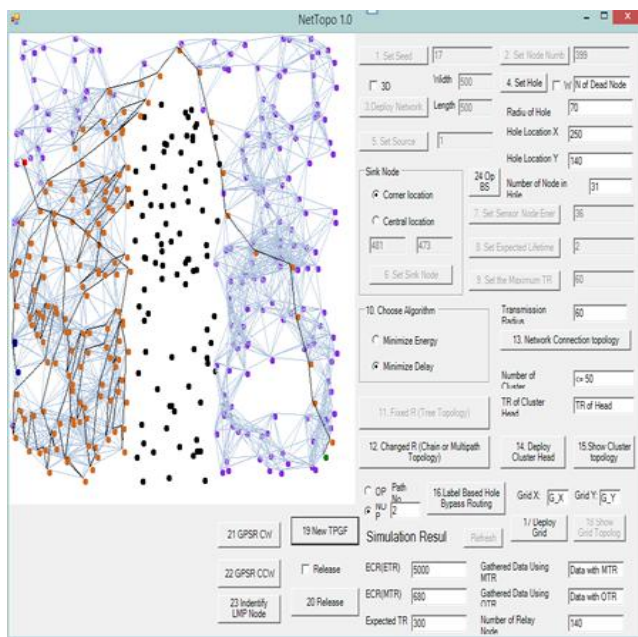 NetTopo 1.0
1. Set Seed 17 2. Set Node Numb 399
3D Width 500 4. Set Hole W N of Dead Node
3.Deploy Network Length 500 Radiu of Hole 70
5. Set Source 1 Hole Location X 250
Hole Location Y 140
Sink Node 24 Op BS Number of Node in Hole 31
Corner location
7. Set Sensor Node Ener 36
Central location
481 473 8. Set Expected Lifetime 2
6. Set Sink Node 9. Set the Maximum TR 60
10. Choose Algorithm Transmission Radius 60
Minimize Energy 13. Network Connection topology
Minimize Delay
Number of Cluster <= 50
11. Fixed R (Tree Topology) TR of Cluster Head TR of Head
12. Changed R (Chain or Multipath Topology) 14. Deploy Cluster Head 15.Show Cluster topology
OP Path No 16.Label Based Hole Bypass Routing Grid X: G_X Grid Y: G_Y
NO P 2
17 Deploy Grid 18 Show Grid Topolog
21 GPSR CW 19 New TPGF Simulation Resul Refresh
22 GPSR CCW Release ECR(ETR) 5000 Gathered Data Using MTR Data with MTR
23 Indentify LMP Node 20 Release ECR(MTR) 680 Gathered Data Using OTR Data with OTR
Expected TR 300 Number of Relay Node 140